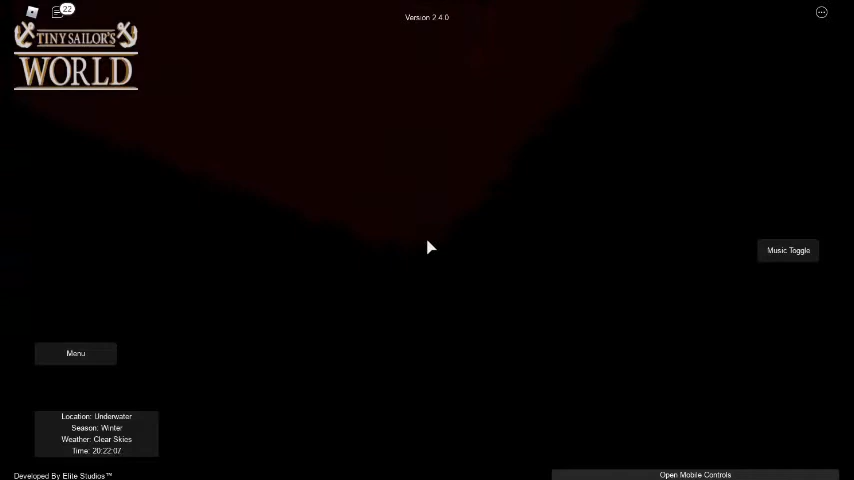 22
Version 2.4.0
TINY SAILOR'S
WORLD
Music Toggle
Menu
Location: Underwater
Season: Winter
Weather: Clear Skies
Time: 20:22:07
Developed By Elite Studios™
Open Mobile Controls